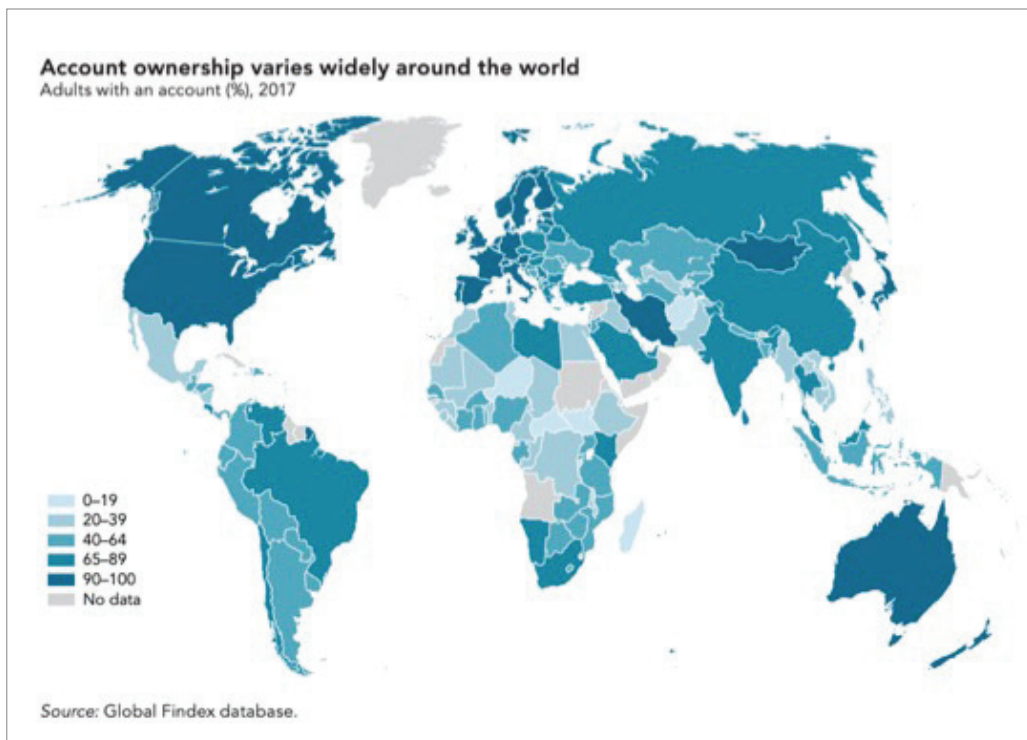 Account ownership varies widely around the world
Adults with an account (%), 2017
0–19
20–39
40–64
65–89
90–100
No data
Source: Global Findex database.